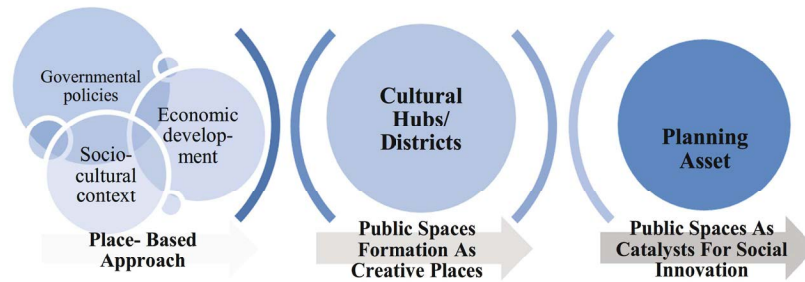 Governmental
policies
Economic
develop-
ment
Socio-
cultural
context
Cultural
Hubs/
Districts
Planning
Asset
Place- Based
Approach
Public Spaces
Formation As
Creative Places
Public Spaces As
Catalysts For Social
Innovation